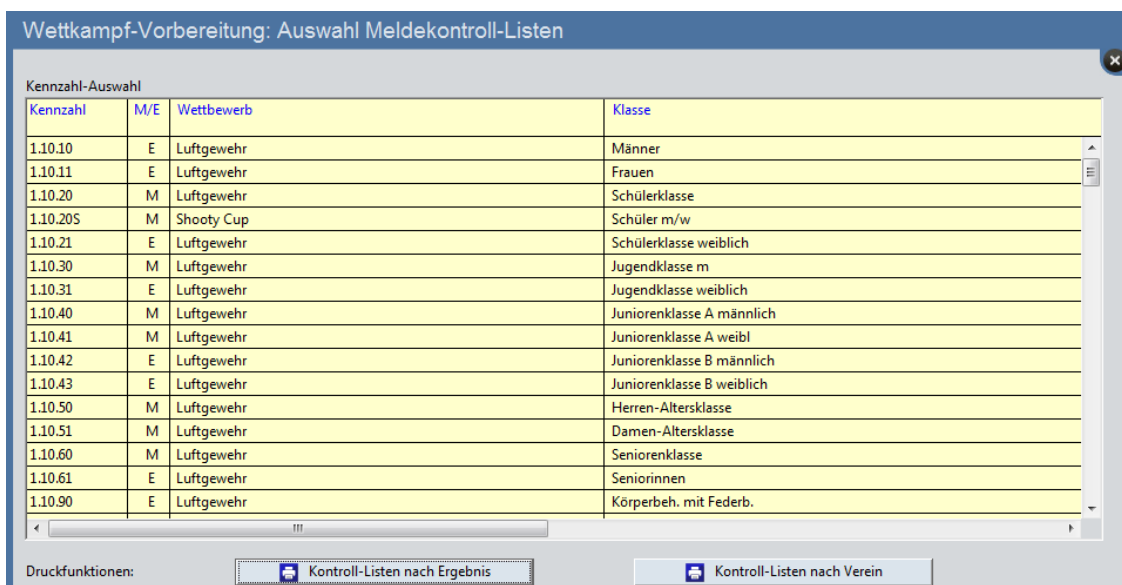 Wettkampf-Vorbereitung: Auswahl Meldekontroll-Listen
Kennzahl-Auswahl
Kennzahl M/E Wettbewerb Klasse
1.10.10 E Luftgewehr Männer
1.10.11 E Luftgewehr Frauen
1.10.20 M Luftgewehr Schülerklasse
1.10.20S M Shooty Cup Schüler m/w
1.10.21 E Luftgewehr Schülerklasse weiblich
1.10.30 M Luftgewehr Jugendklasse m
1.10.31 E Luftgewehr Jugendklasse weiblich
1.10.40 M Luftgewehr Juniorenklasse A männlich
1.10.41 M Luftgewehr Juniorenklasse A weibl
1.10.42 E Luftgewehr Juniorenklasse B männlich
1.10.43 E Luftgewehr Juniorenklasse B weiblich
1.10.50 M Luftgewehr Herren-Altersklasse
1.10.51 M Luftgewehr Damen-Altersklasse
1.10.60 M Luftgewehr Seniorenklasse
1.10.61 E Luftgewehr Seniorinnen
1.10.90 E Luftgewehr Körperbeh. mit Federb.
Druckfunktionen: Kontroll-Listen nach Ergebnis Kontroll-Listen nach Verein